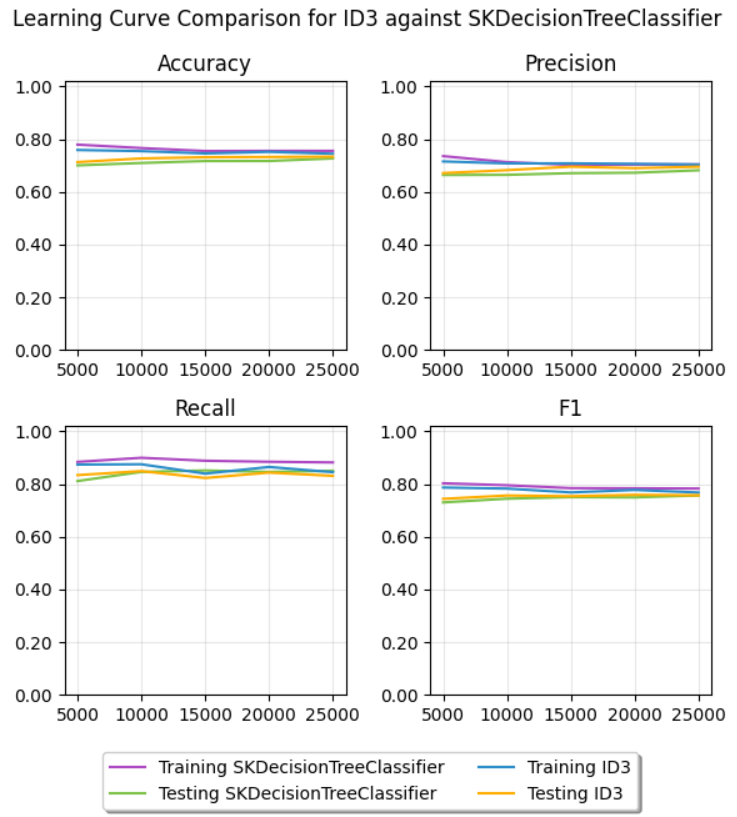 Learning Curve Comparison for ID3 against SKDecisionTreeClassifier
Accuracy
1.00
0.80
0.60
0.40
0.20
0.00
5000 10000 15000 20000 25000
Precision
1.00
0.80
0.60
0.40
0.20
0.00
5000 10000 15000 20000 25000
Recall
1.00
0.80
0.60
0.40
0.20
0.00
5000 10000 15000 20000 25000
F1
1.00
0.80
0.60
0.40
0.20
0.00
5000 10000 15000 20000 25000
Training SKDecisionTreeClassifier
Testing SKDecisionTreeClassifier
Training ID3
Testing ID3